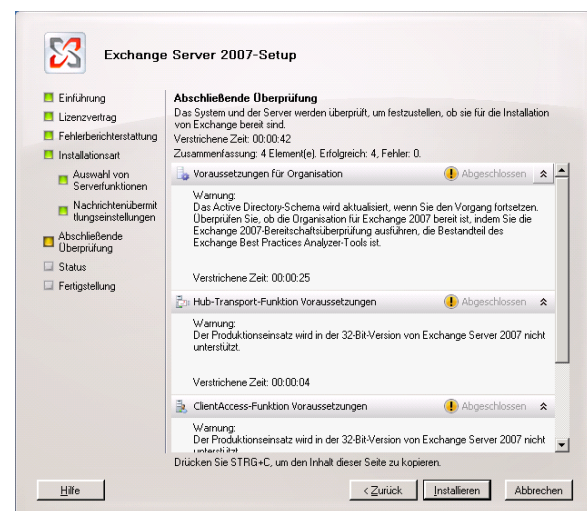 Exchange Server 2007-Setup
Einführung
Lizenzvertrag
Fehlerberichterstattung
Installationsart
Auswahl von
Serverfunktionen
Nachrichtenübermit
tlungseinstellungen
Abschließende
Überprüfung
Status
Fertigstellung
Abschließende Überprüfung
Das System und der Server werden überprüft, um festzustellen, ob sie für die Installation
von Exchange bereit sind.
Verstrichene Zeit: 00:00:42
Zusammenfassung: 4 Element(e). Erfolgreich: 4, Fehler: 0.
Voraussetzungen für Organisation
Abgeschlossen
Warnung:
Das Active Directory-Schema wird aktualisiert, wenn Sie den Vorgang fortsetzen.
Überprüfen Sie, ob die Organisation für Exchange 2007 bereit ist, indem Sie die
Exchange 2007-Bereitschaftsüberprüfung ausführen, die Bestandteil des
Exchange Best Practices Analyzer-Tools ist.
Verstrichene Zeit: 00:00:25
Hub-Transport-Funktion Voraussetzungen
Abgeschlossen
Warnung:
Der Produktionseinsatz wird in der 32-Bit-Version von Exchange Server 2007 nicht
unterstützt.
Verstrichene Zeit: 00:00:04
ClientAccess-Funktion Voraussetzungen
Abgeschlossen
Warnung:
Der Produktionseinsatz wird in der 32-Bit-Version von Exchange Server 2007 nicht
unterstützt.
Drücken Sie STRG+C, um den Inhalt dieser Seite zu kopieren.
Hilfe
< Zurück
Installieren
Abbrechen